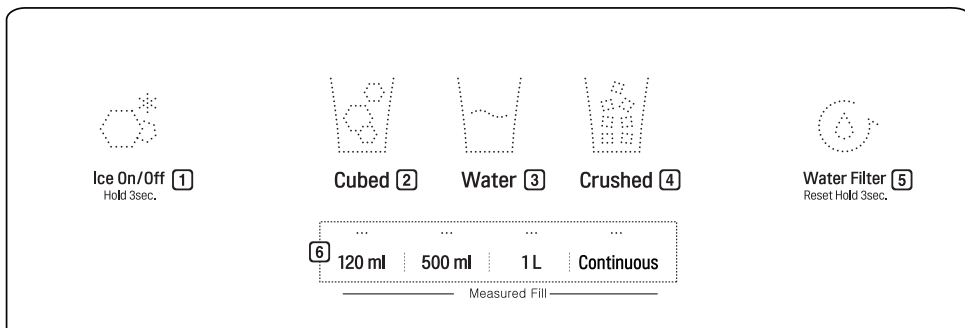 Ice On/Off 1
Hold 3sec.
Cubed 2
Water 3
Crushed 4
Water Filter 5
Reset Hold 3sec.
6
120 ml
500 ml
1 L
Continuous
Measured Fill